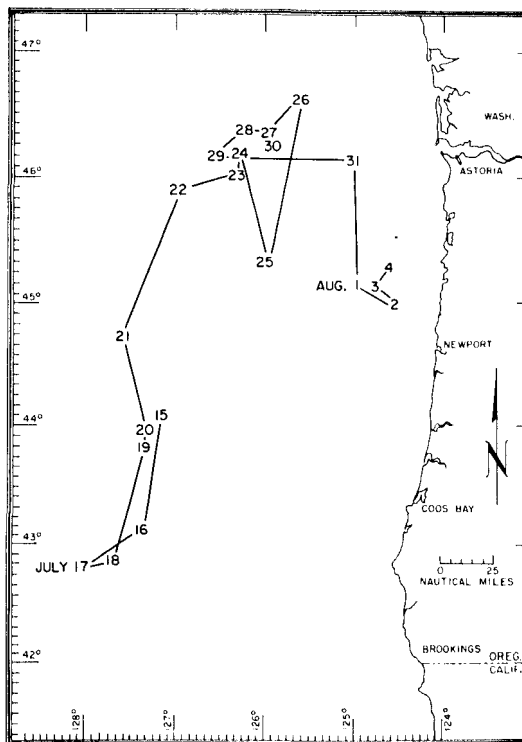 47°
26
WASH.
28
27
30
29
24
46°
31
23
ASTORIA
22
25
4
AUG. 1
3
2
45°
21
NEWPORT
15
44°
20
19
N
COOS BAY
16
43°
JULY 17
18
0 25
NAUTICAL MILES
BROOKINGS
OREG.
42°
CALIF.
128°
127°
126°
125°
124°